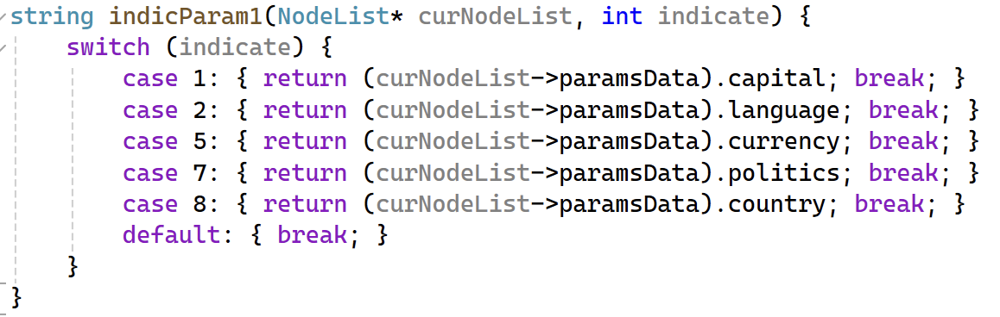 string indicParam1(NodeList* curNodeList, int indicate) {
    switch (indicate) {
        case 1: { return (curNodeList->paramsData).capital; break; }
        case 2: { return (curNodeList->paramsData).language; break; }
        case 5: { return (curNodeList->paramsData).currency; break; }
        case 7: { return (curNodeList->paramsData).politics; break; }
        case 8: { return (curNodeList->paramsData).country; break; }
        default: { break; }
    }
}